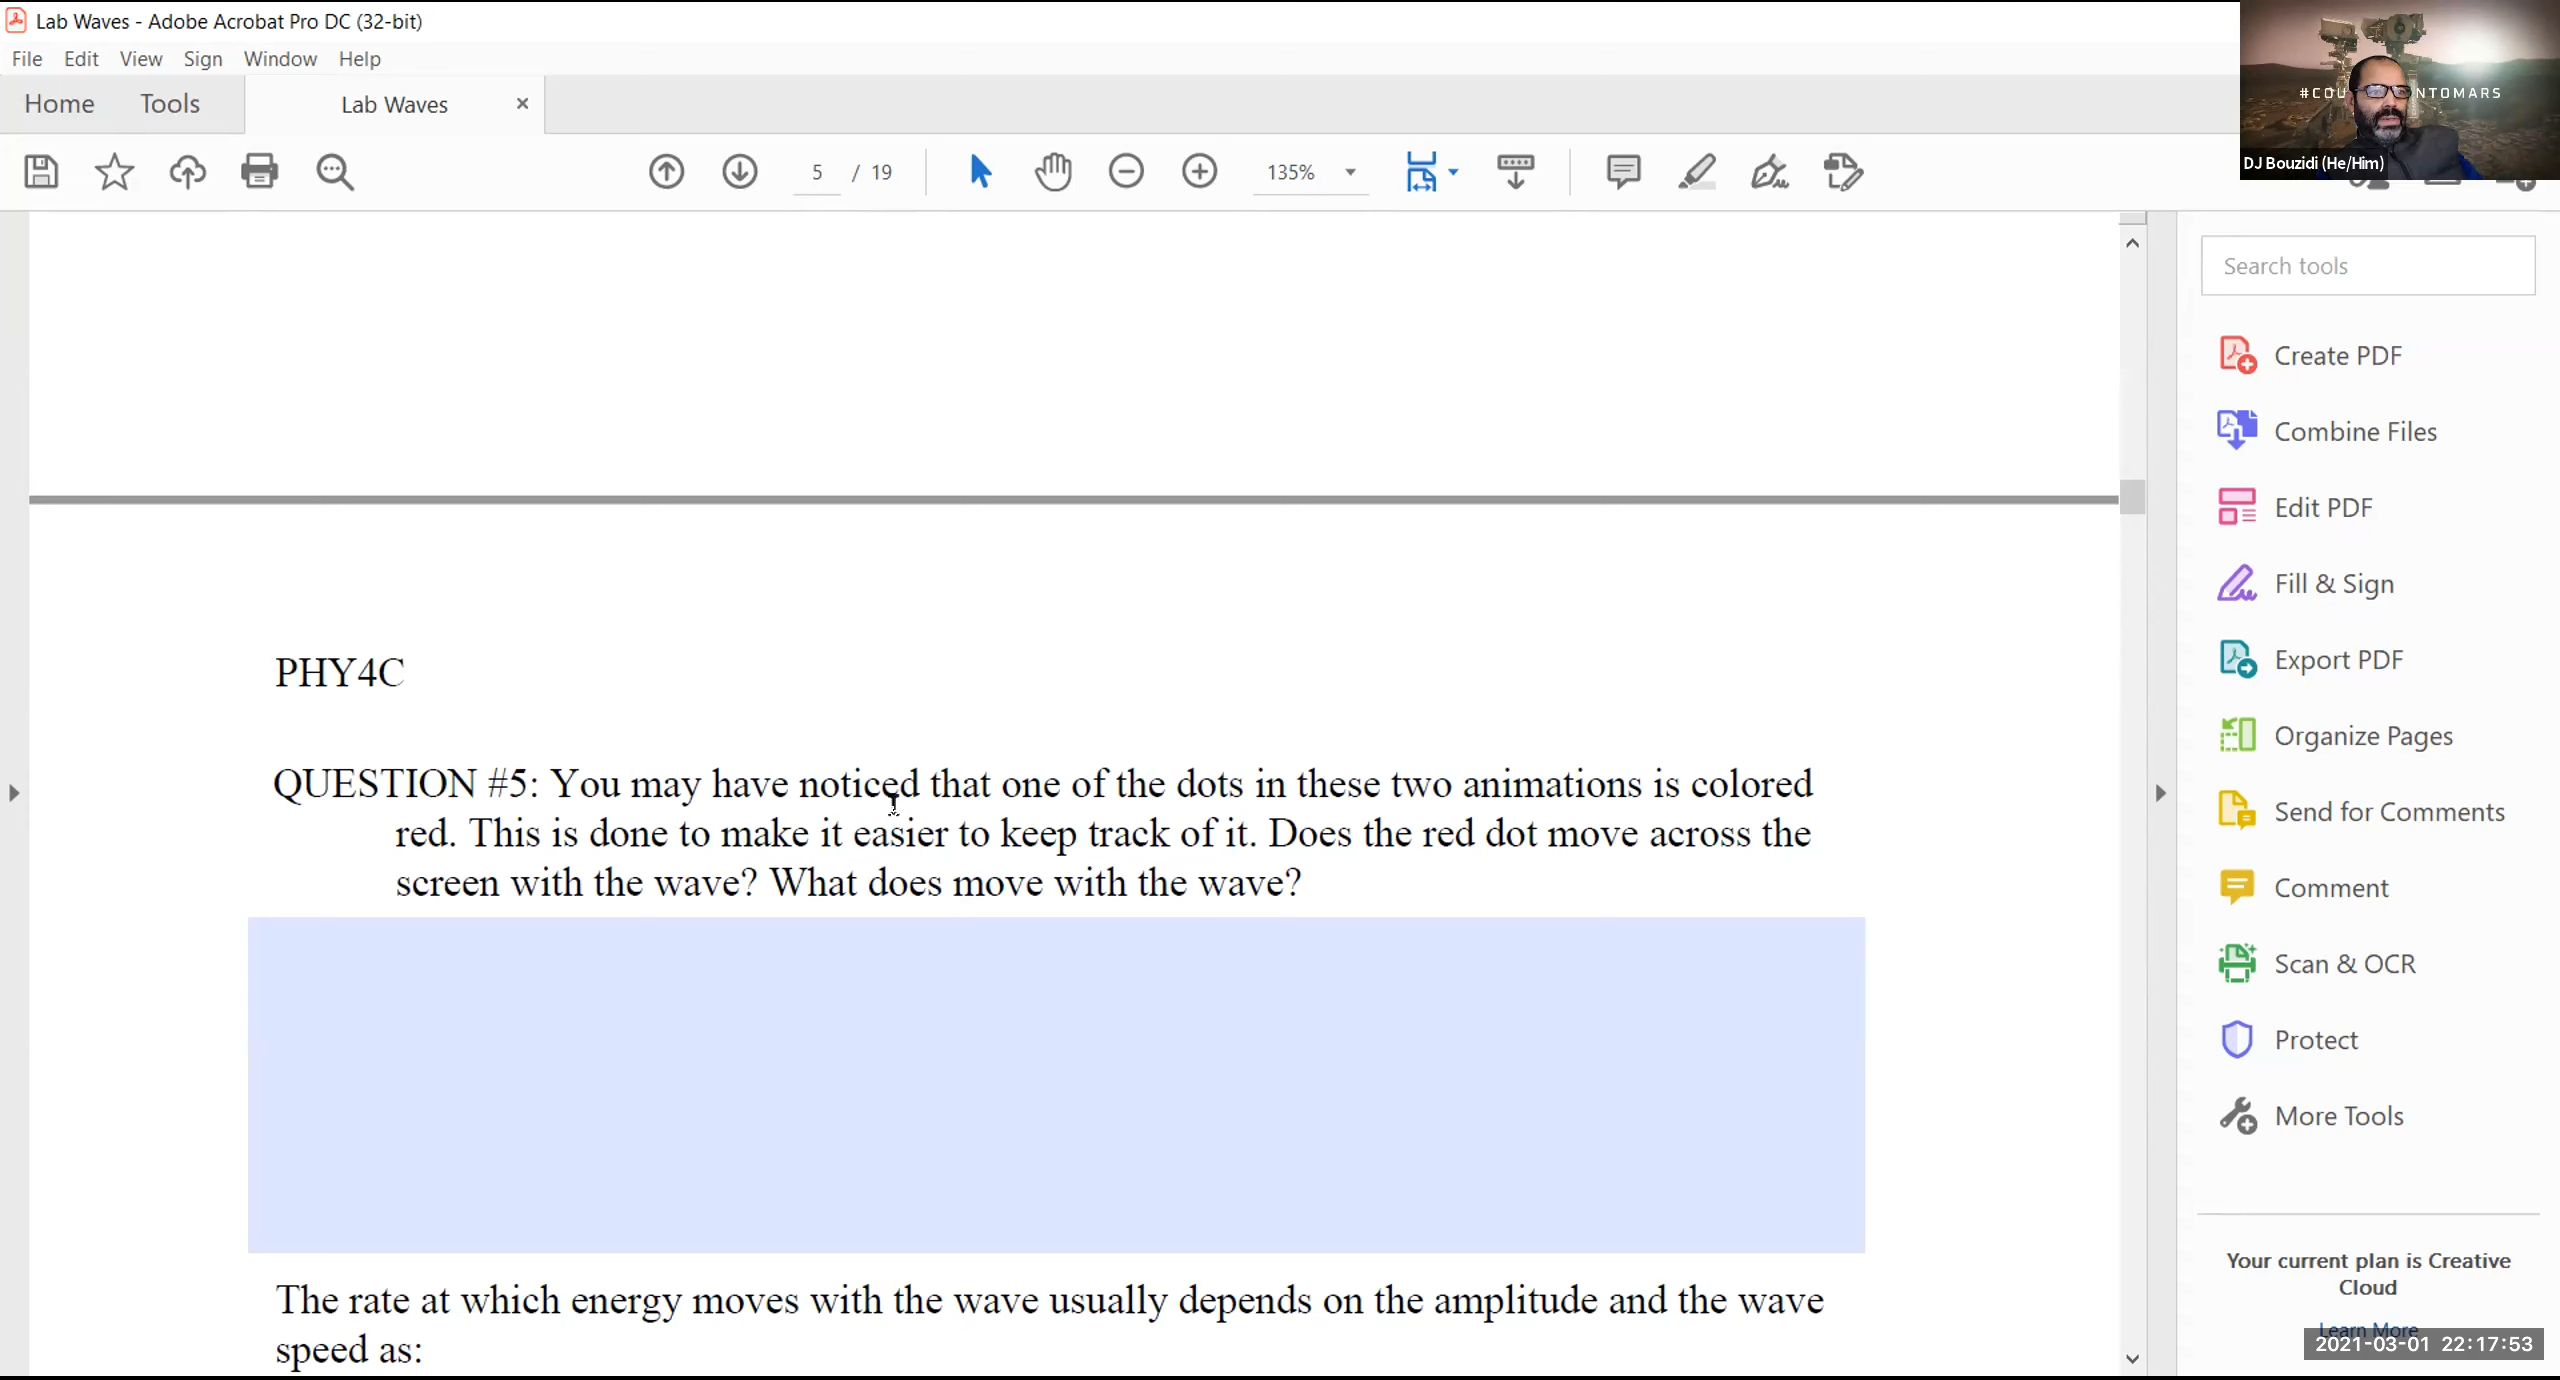 Lab Waves - Adobe Acrobat Pro DC (32-bit)
File Edit View Sign Window Help
Home Tools Lab Waves ×
5 / 19 135%
#COU NTOMARS
DJ Bouzidi (He/Him)
Search tools
Create PDF
Combine Files
Edit PDF
Fill & Sign
Export PDF
Organize Pages
Send for Comments
Comment
Scan & OCR
Protect
More Tools
Your current plan is Creative
Cloud
Learn More
2021-03-01 22:17:53
PHY4C
QUESTION #5: You may have noticed that one of the dots in these two animations is colored
red. This is done to make it easier to keep track of it. Does the red dot move across the
screen with the wave? What does move with the wave?
The rate at which energy moves with the wave usually depends on the amplitude and the wave
speed as: